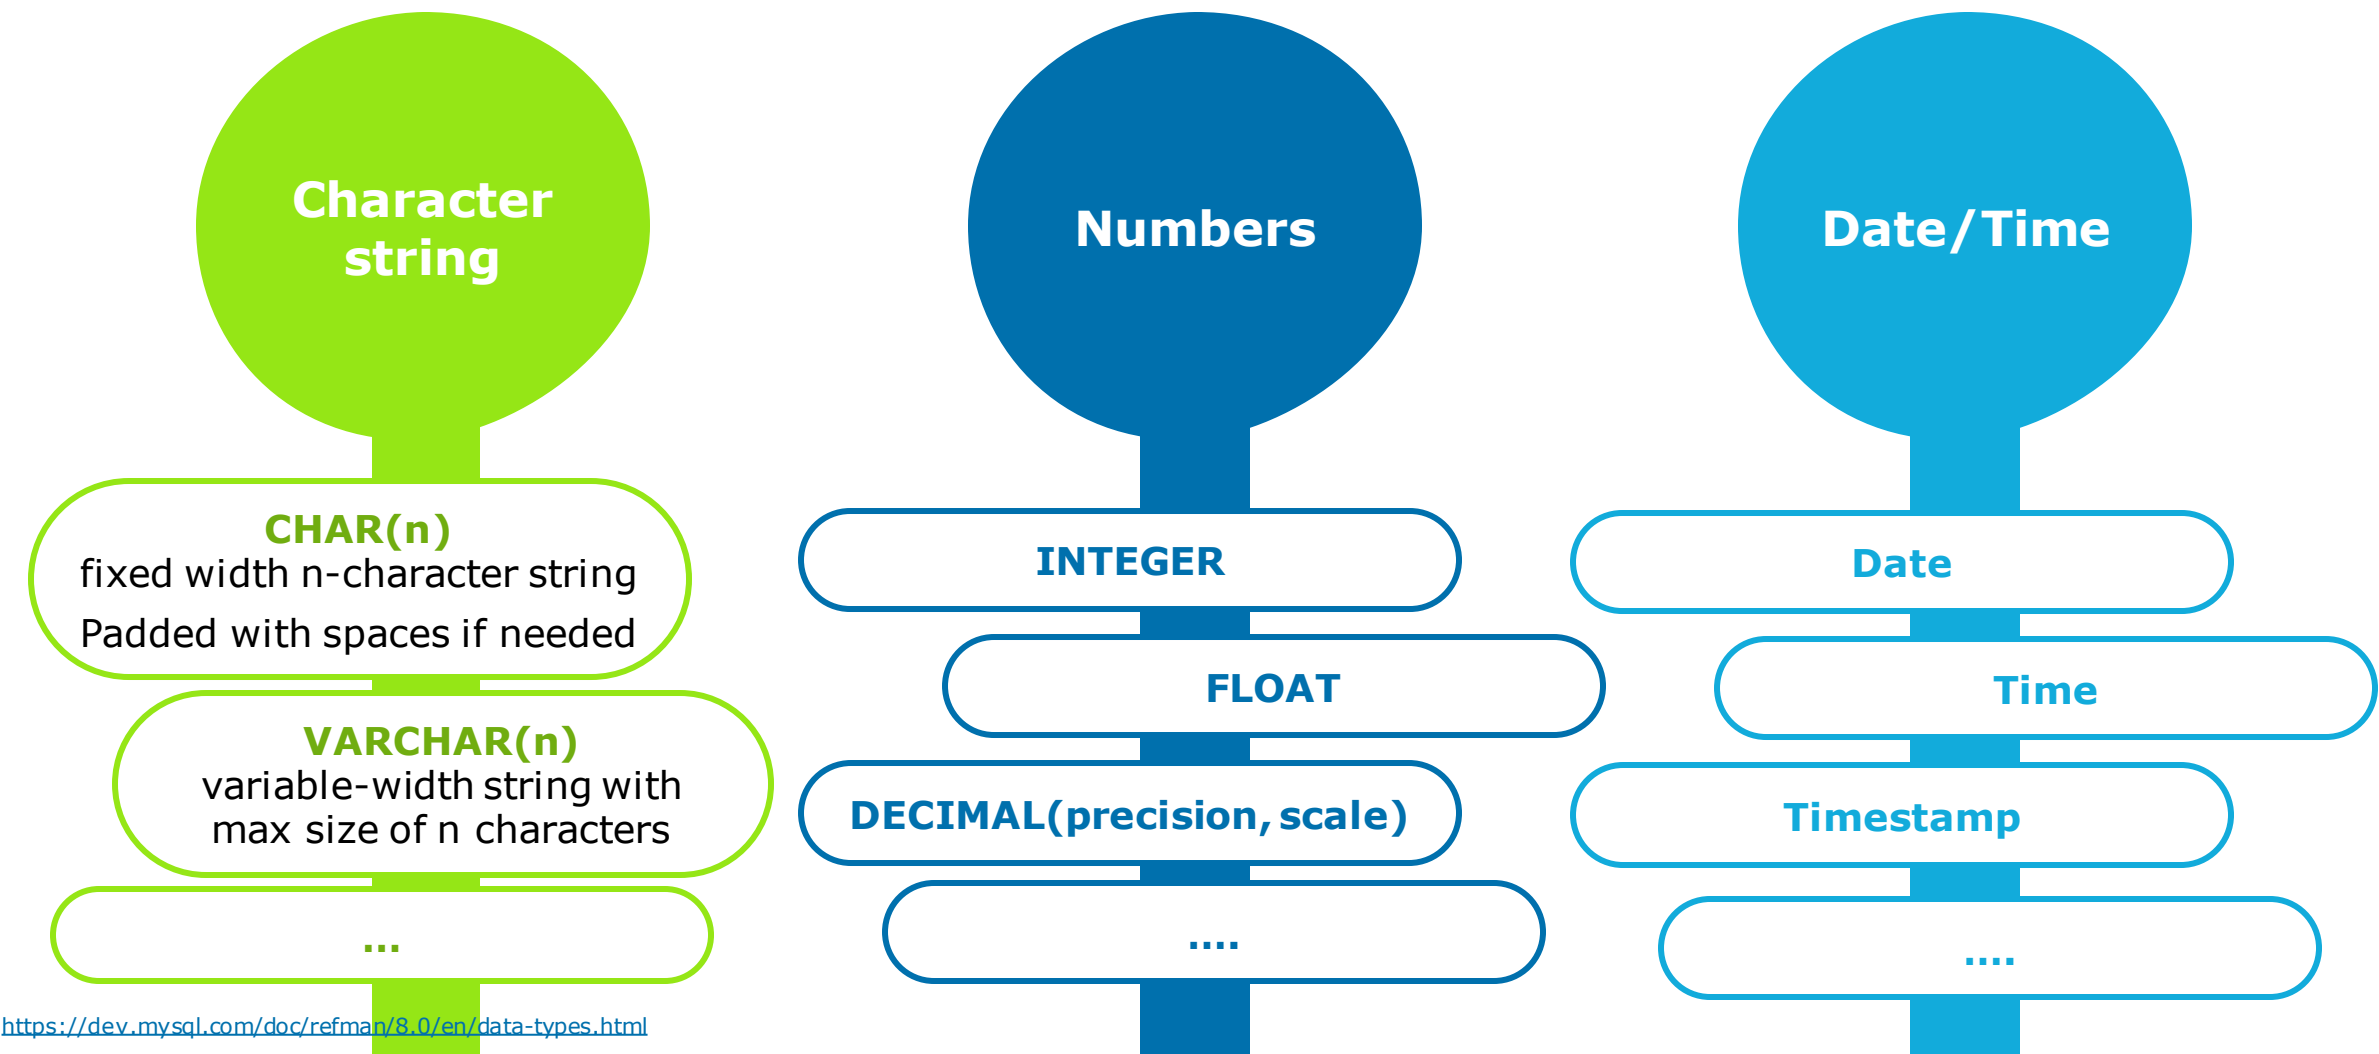 Character
string
CHAR(n)
fixed width n-character string
Padded with spaces if needed
VARCHAR(n)
variable-width string with
max size of n characters
...
Numbers
INTEGER
FLOAT
DECIMAL(precision, scale)
....
Date/Time
Date
Time
Timestamp
....
https://dev.mysql.com/doc/refman/8.0/en/data-types.html